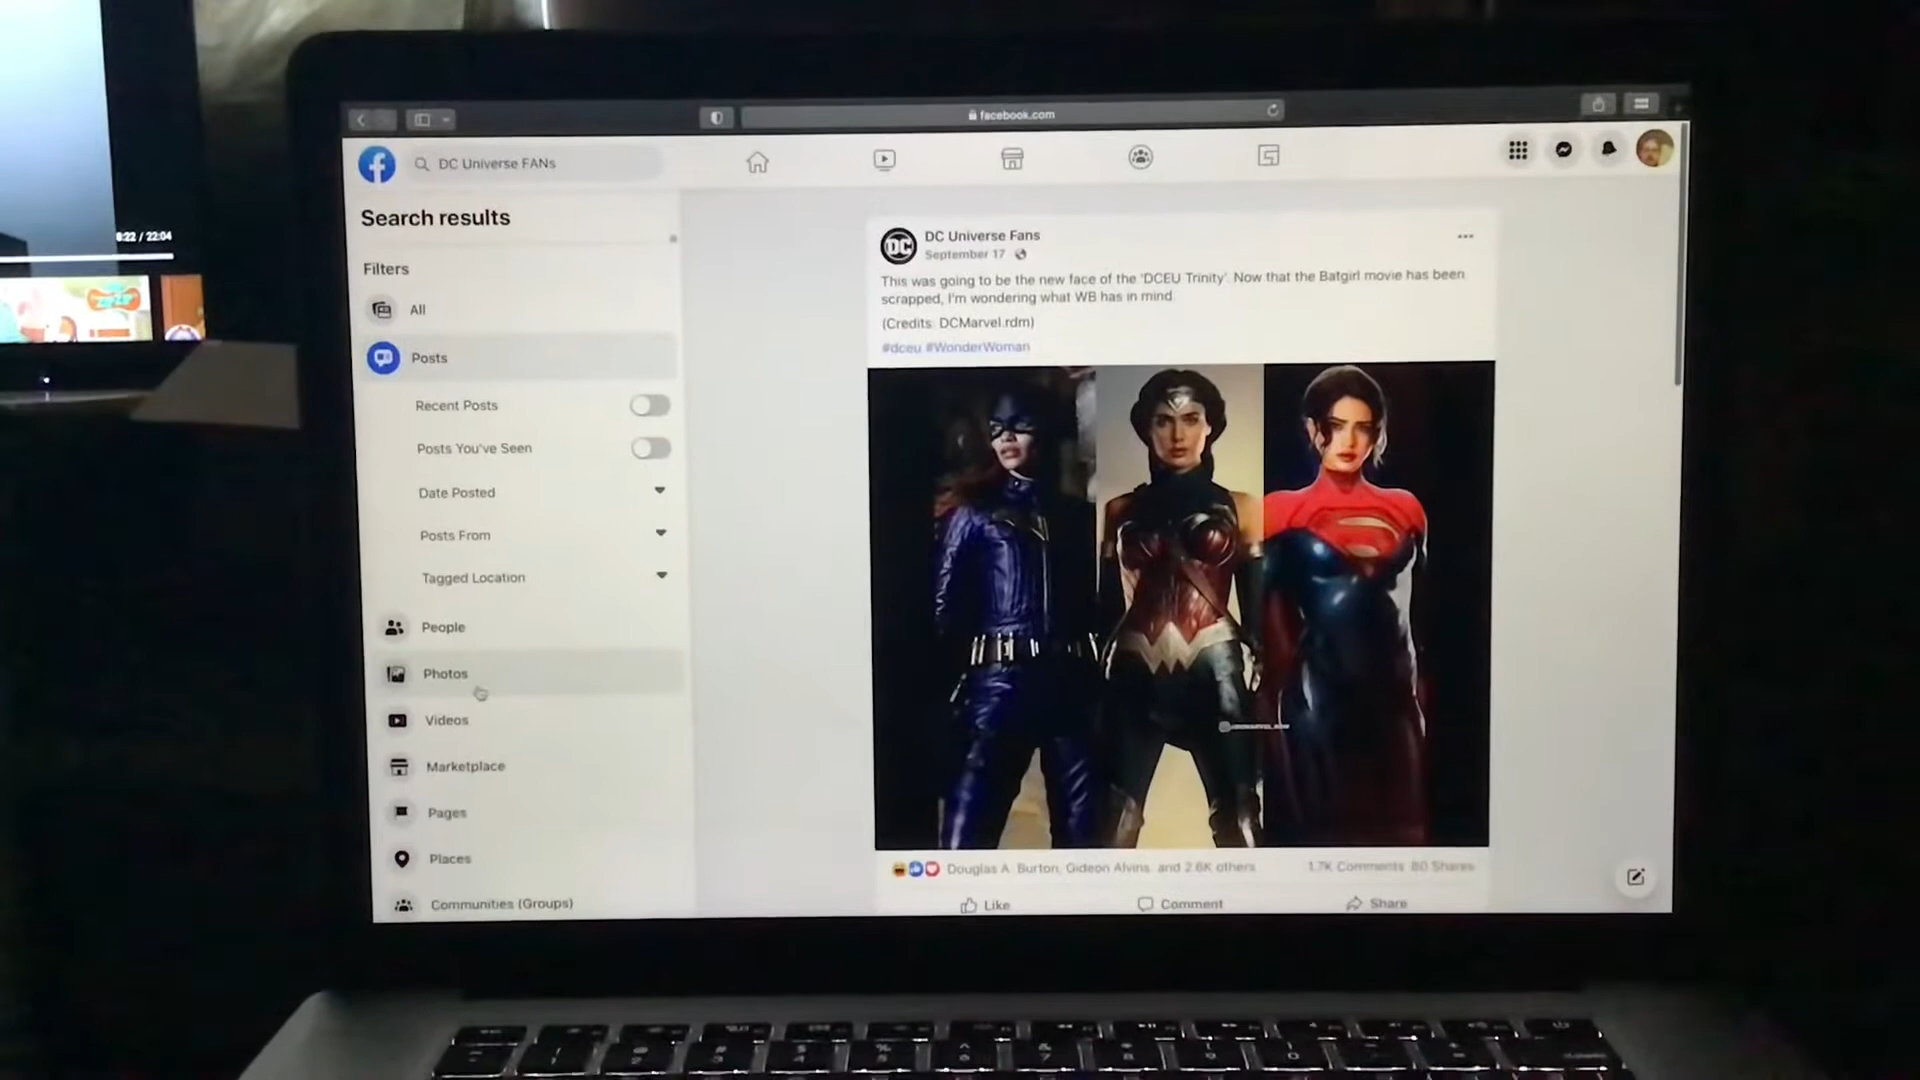 8:22 / 22:04
facebook.com
DC Universe FANs
Search results
Filters
All
Posts
Recent Posts
Posts You've Seen
Date Posted
Posts From
Tagged Location
People
Photos
Videos
Marketplace
Pages
Places
Communities (Groups)
DC
DC Universe Fans
September 17
This was going to be the new face of the 'DCEU Trinity'. Now that the Batgirl movie has been
scrapped, I'm wondering what WB has in mind.
(Credits: DCMarvel.rdm)
#dceu #WonderWoman
Douglas A. Burton, Gideon Alvins and 2.6K others
1.7K Comments 80 Shares
Like
Comment
Share